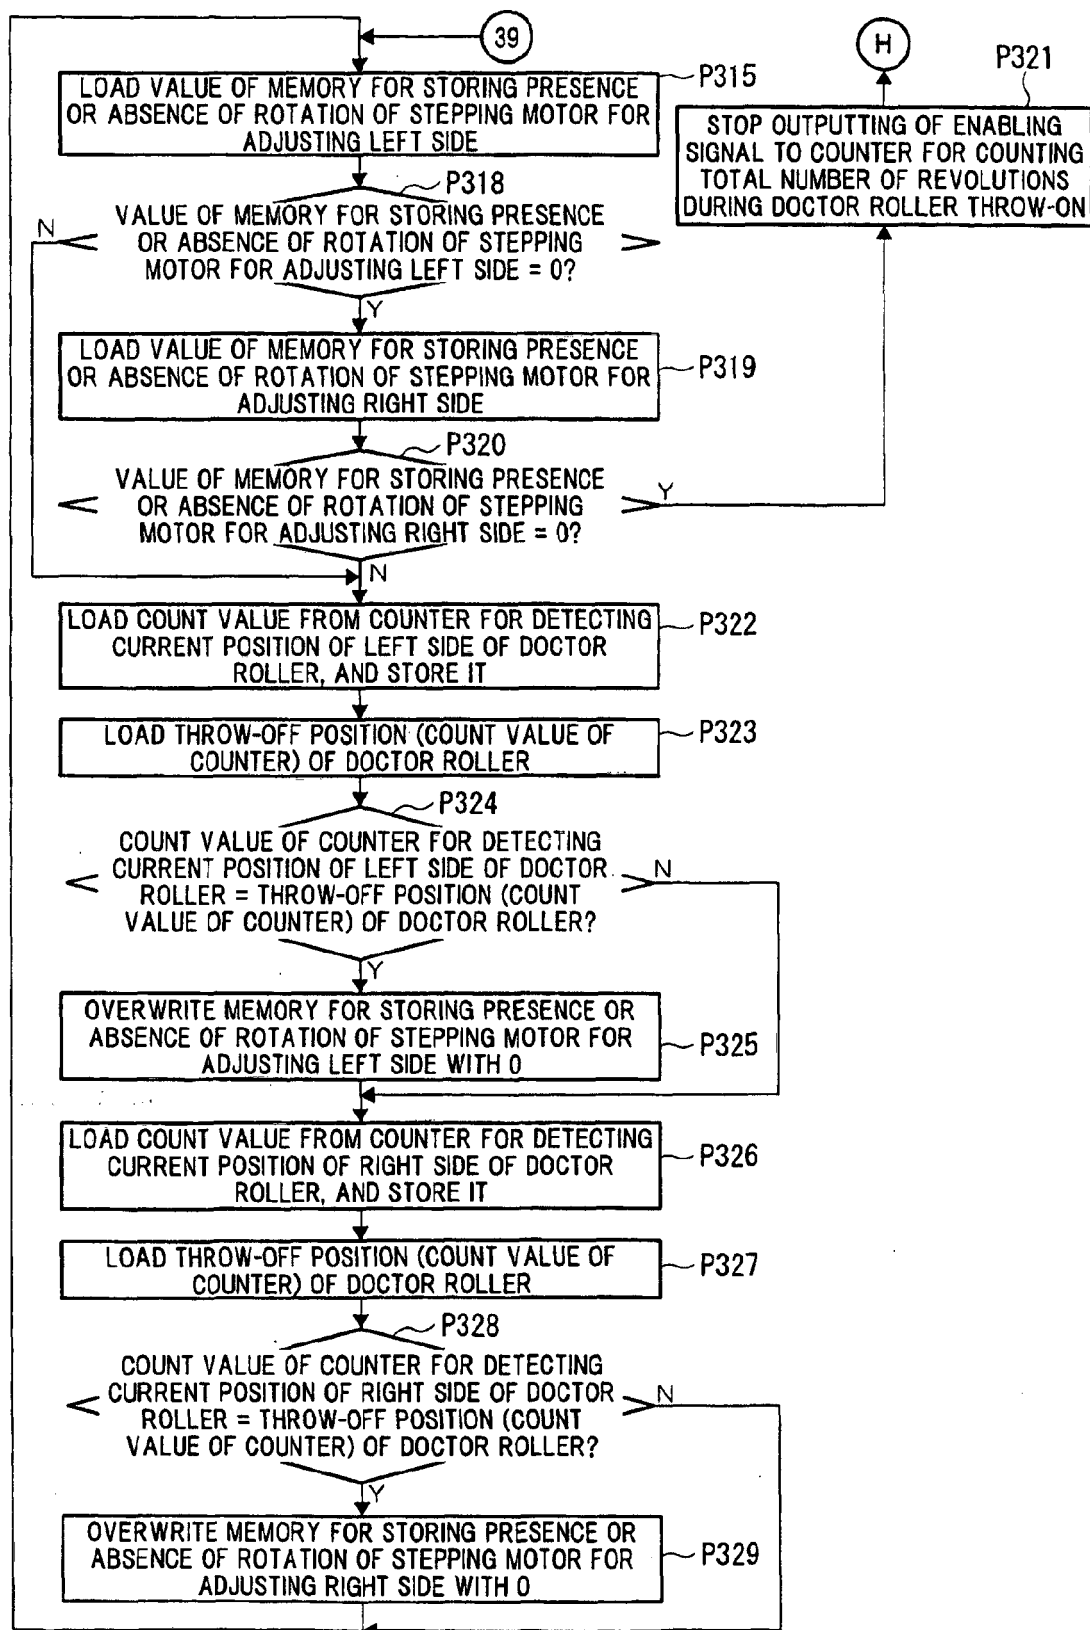 39
H
P315
P321
LOAD VALUE OF MEMORY FOR STORING PRESENCE
OR ABSENCE OF ROTATION OF STEPPING MOTOR FOR
ADJUSTING LEFT SIDE
STOP OUTPUTTING OF ENABLING
SIGNAL TO COUNTER FOR COUNTING
TOTAL NUMBER OF REVOLUTIONS
DURING DOCTOR ROLLER THROW-ON
P318
N
VALUE OF MEMORY FOR STORING PRESENCE
OR ABSENCE OF ROTATION OF STEPPING
MOTOR FOR ADJUSTING LEFT SIDE = 0?
Y
LOAD VALUE OF MEMORY FOR STORING PRESENCE
OR ABSENCE OF ROTATION OF STEPPING MOTOR FOR
ADJUSTING RIGHT SIDE
P319
P320
VALUE OF MEMORY FOR STORING PRESENCE
OR ABSENCE OF ROTATION OF STEPPING
MOTOR FOR ADJUSTING RIGHT SIDE = 0?
Y
N
LOAD COUNT VALUE FROM COUNTER FOR DETECTING
CURRENT POSITION OF LEFT SIDE OF DOCTOR
ROLLER, AND STORE IT
P322
LOAD THROW-OFF POSITION (COUNT VALUE OF
COUNTER) OF DOCTOR ROLLER
P323
P324
COUNT VALUE OF COUNTER FOR DETECTING
CURRENT POSITION OF LEFT SIDE OF DOCTOR
ROLLER = THROW-OFF POSITION (COUNT
VALUE OF COUNTER) OF DOCTOR ROLLER?
N
Y
OVERWRITE MEMORY FOR STORING PRESENCE OR
ABSENCE OF ROTATION OF STEPPING MOTOR FOR
ADJUSTING LEFT SIDE WITH 0
P325
LOAD COUNT VALUE FROM COUNTER FOR DETECTING
CURRENT POSITION OF RIGHT SIDE OF DOCTOR
ROLLER, AND STORE IT
P326
LOAD THROW-OFF POSITION (COUNT VALUE OF
COUNTER) OF DOCTOR ROLLER
P327
P328
COUNT VALUE OF COUNTER FOR DETECTING
CURRENT POSITION OF RIGHT SIDE OF DOCTOR
ROLLER = THROW-OFF POSITION (COUNT
VALUE OF COUNTER) OF DOCTOR ROLLER?
N
Y
OVERWRITE MEMORY FOR STORING PRESENCE OR
ABSENCE OF ROTATION OF STEPPING MOTOR FOR
ADJUSTING RIGHT SIDE WITH 0
P329